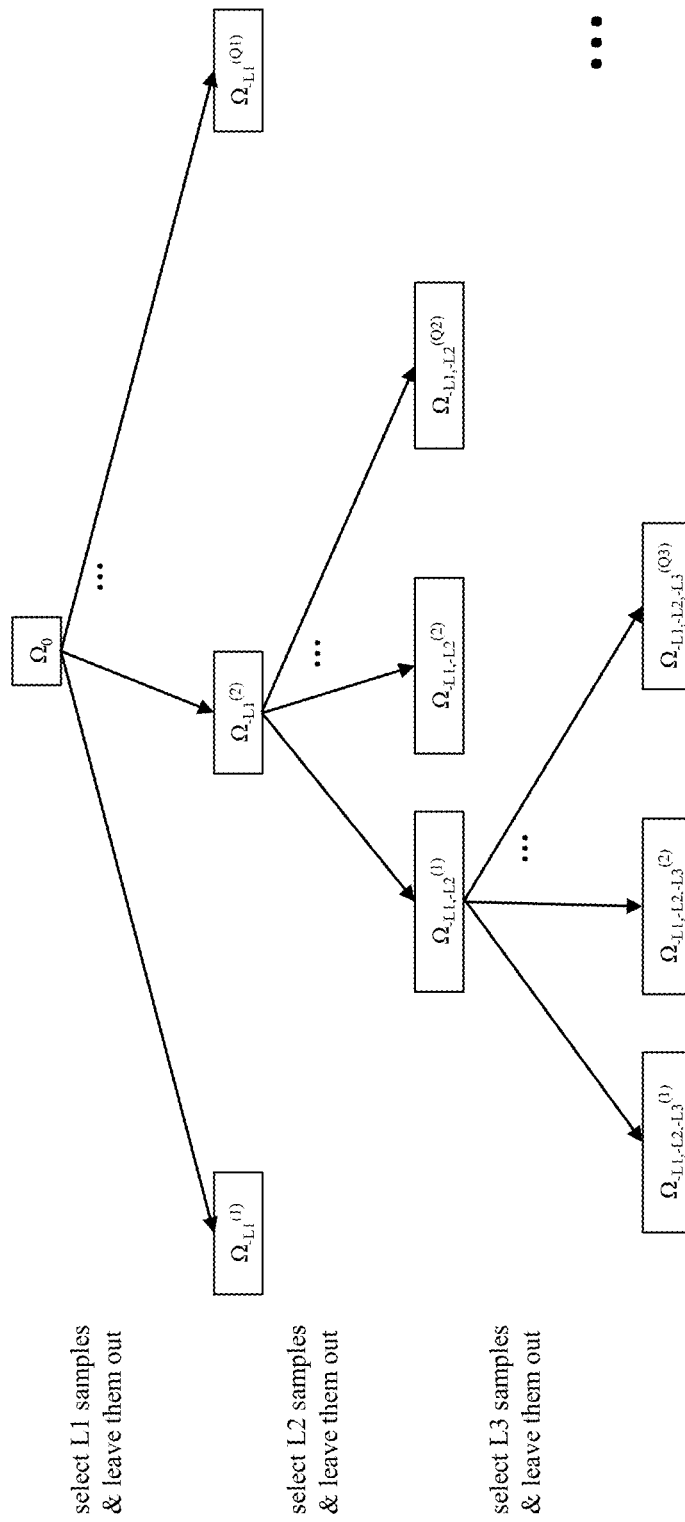 Ω₀
select L1 samples
& leave them out
...
Ω-L1(1)
Ω-L1(2)
Ω-L1(Q1)
select L2 samples
& leave them out
...
Ω-L1,-L2(1)
Ω-L1,-L2(2)
Ω-L1,-L2(Q2)
select L3 samples
& leave them out
...
Ω-L1,-L2,-L3(1)
Ω-L1,-L2,-L3(2)
Ω-L1,-L2,-L3(Q3)
...